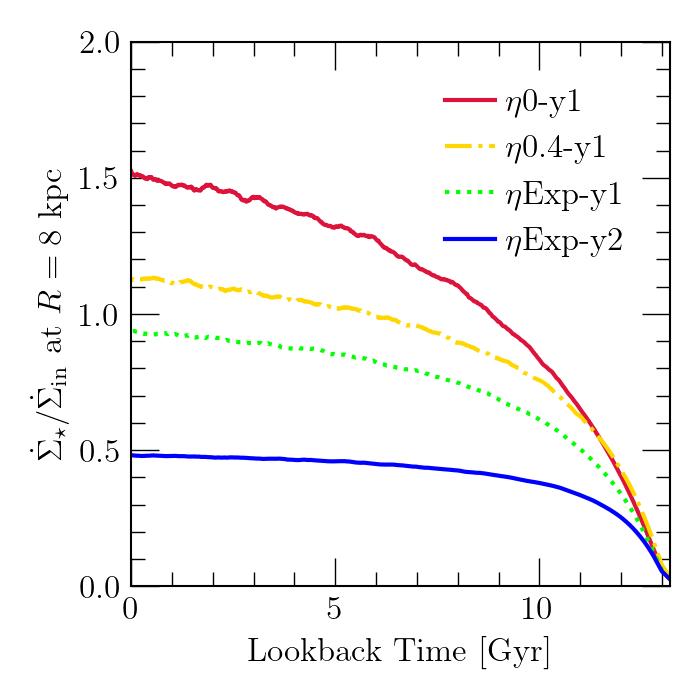 2.0
1.5
1.0
0.5
0.0
0
5
10
Σ̇⋆/Σ̇in at R = 8 kpc
Lookback Time [Gyr]
η0-y1
η0.4-y1
ηExp-y1
ηExp-y2